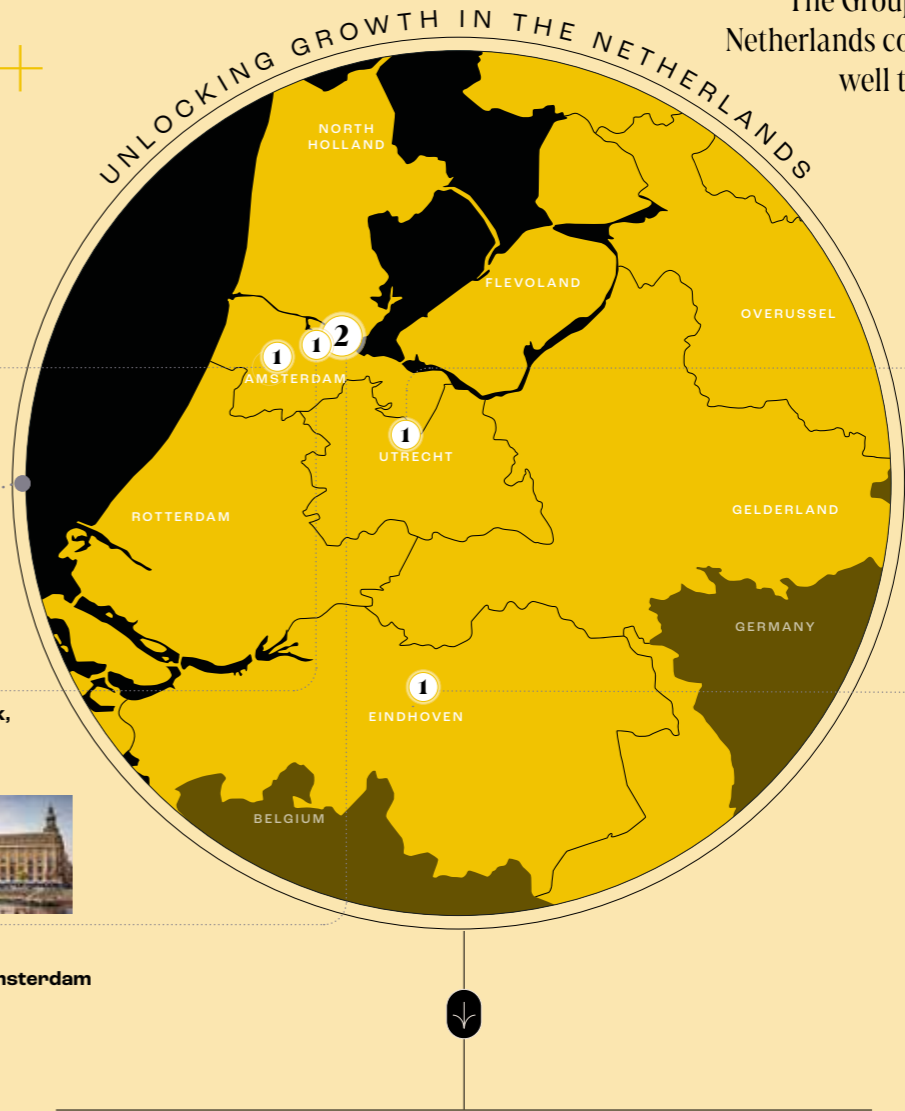 UNLOCKING GROWTH IN THE NETHERLANDS
The Group
Netherlands co
well t
NORTH
HOLLAND
FLEVOLAND
OVERUSSEL
2
1
1
AMSTERDAM
1
UTRECHT
GELDERLAND
ROTTERDAM
GERMANY
1
EINDHOVEN
k,
BELGIUM
msterdam